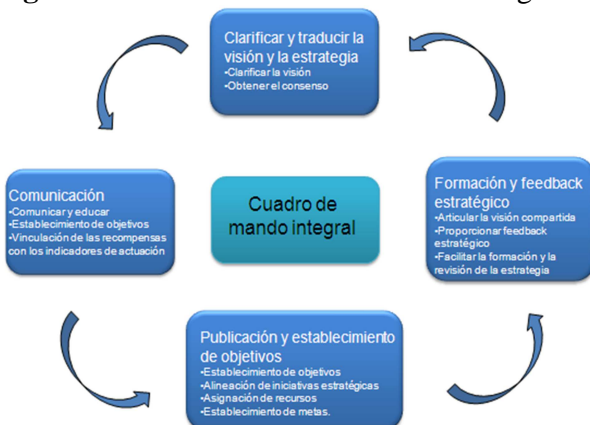 Clarificar y traducir la
visión y la estrategia
•Clarificar la visión
•Obtener el consenso
Comunicación
•Comunicar y educar
•Establecimiento de objetivos
•Vinculación de las recompensas
con los indicadores de actuación
Cuadro de
mando integral
Formación y feedback
estratégico
•Articular la visión compartida
•Proporcionar feedback
estratégico
•Facilitar la formación y la
revisión de la estrategia
Publicación y establecimiento
de objetivos
•Establecimiento de objetivos
•Alineación de iniciativas estratégicas
•Asignación de recursos
•Establecimiento de metas.